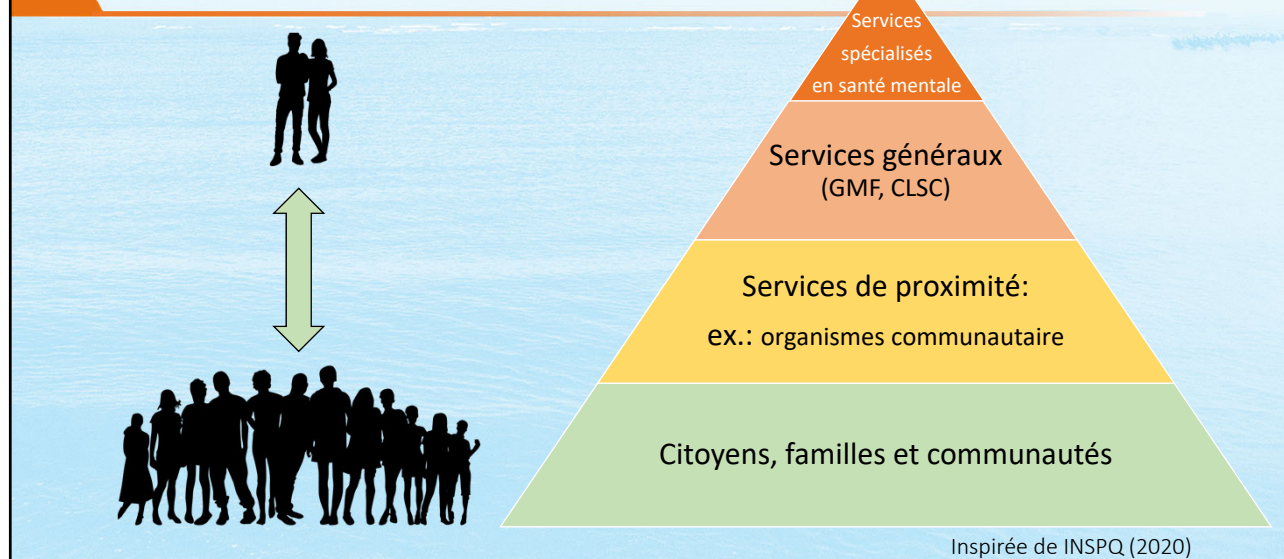 Services
spécialisés
en santé mentale
Services généraux
(GMF, CLSC)
Services de proximité:
ex.: organismes communautaire
Citoyens, familles et communautés
Inspirée de INSPQ (2020)